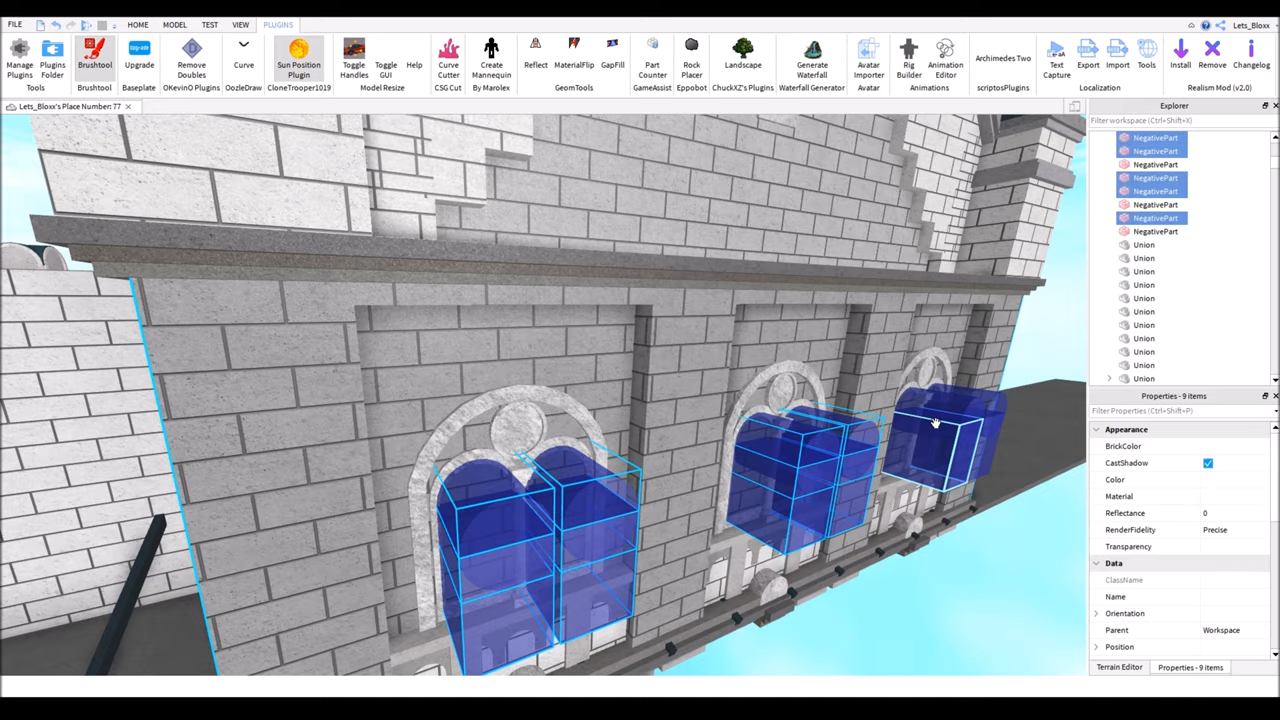 FILE HOME MODEL TEST VIEW PLUGINS Lets_Bloxx
Manage Plugins Plugins Folder Brushtool Upgrade Remove Doubles Curve Sun Position Plugin Toggle Handles Toggle GUI Help Curve Cutter Create Mannequin Reflect MaterialFlip GapFill Part Counter Rock Placer Landscape Generate Waterfall Avatar Importer Rig Builder Animation Editor Archimedes Two Text Capture Export Import Tools Install Remove Changelog
Tools Brushtool Baseplate OKevinO Plugins OozleDraw CloneTrooper1019 Model Resize CSG Cut By Marolex GeomTools GameAssist Eppobot ChuckXZ's Plugins Waterfall Generator Avatar Animations scriptosPlugins Localization Realism Mod (v2.0)
Lets_Bloxx's Place Number: 77
Explorer
Filter workspace (Ctrl+Shift+X)
NegativePart
NegativePart
NegativePart
NegativePart
NegativePart
NegativePart
NegativePart
NegativePart
Union
Union
Union
Union
Union
Union
Union
Union
Union
Union
Union
Properties - 9 items
Filter Properties (Ctrl+Shift+P)
Appearance
BrickColor
CastShadow
Color
Material
Reflectance 0
RenderFidelity Precise
Transparency
Data
ClassName
Name
Orientation
Parent Workspace
Position
Terrain Editor Properties - 9 items